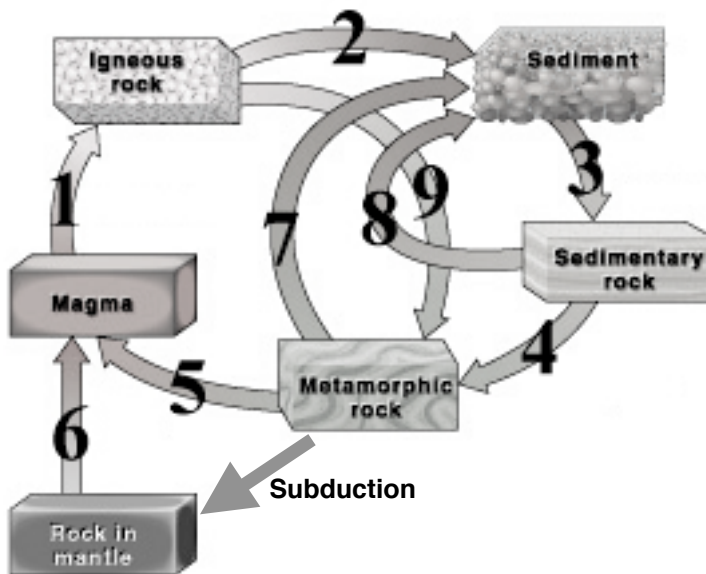 2
Igneous
rock
Sediment
1
7
8
9
3
Magma
Sedimentary
rock
Metamorphic
rock
4
5
6
Subduction
Rock in
mantle